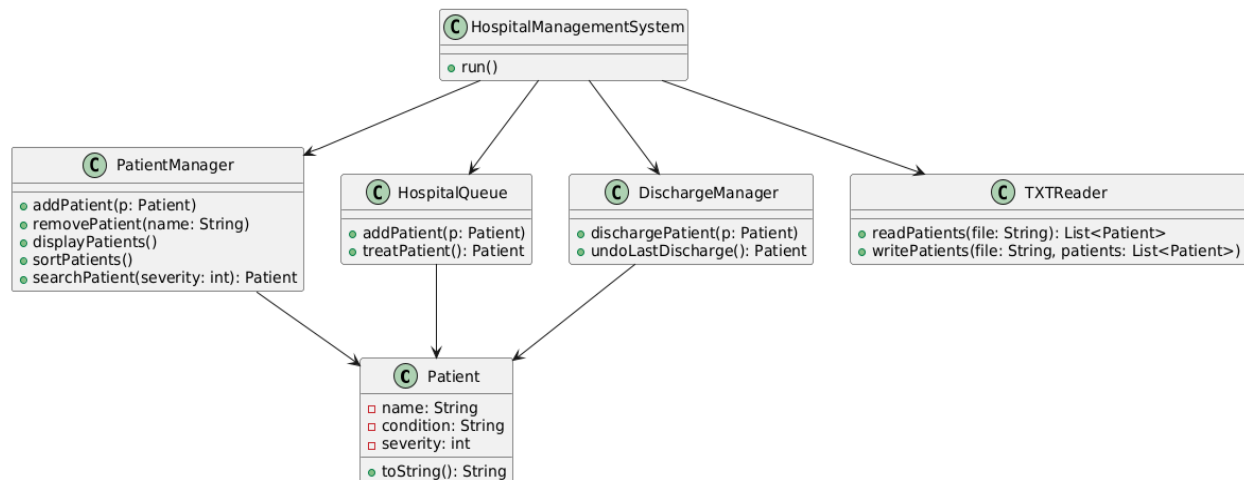 C HospitalManagementSystem
run()
C PatientManager
addPatient(p: Patient)
removePatient(name: String)
displayPatients()
sortPatients()
searchPatient(severity: int): Patient
C HospitalQueue
addPatient(p: Patient)
treatPatient(): Patient
C DischargeManager
dischargePatient(p: Patient)
undoLastDischarge(): Patient
C TXTReader
readPatients(file: String): List<Patient>
writePatients(file: String, patients: List<Patient>)
C Patient
name: String
condition: String
severity: int
toString(): String